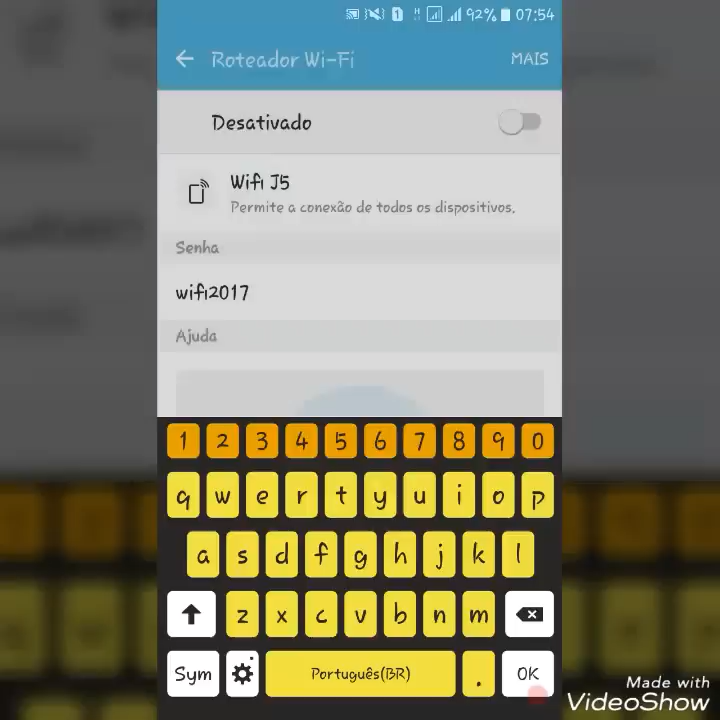 H 92% 07:54
Roteador Wi-Fi MAIS
Desativado
Wifi J5
Permite a conexão de todos os dispositivos.
Senha
wifi2017
Ajuda
1 2 3 4 5 6 7 8 9 0
q w e r t y u i o p
a s d f g h j k l
z x c v b n m
Sym Português(BR) . OK
Made with
VideoShow